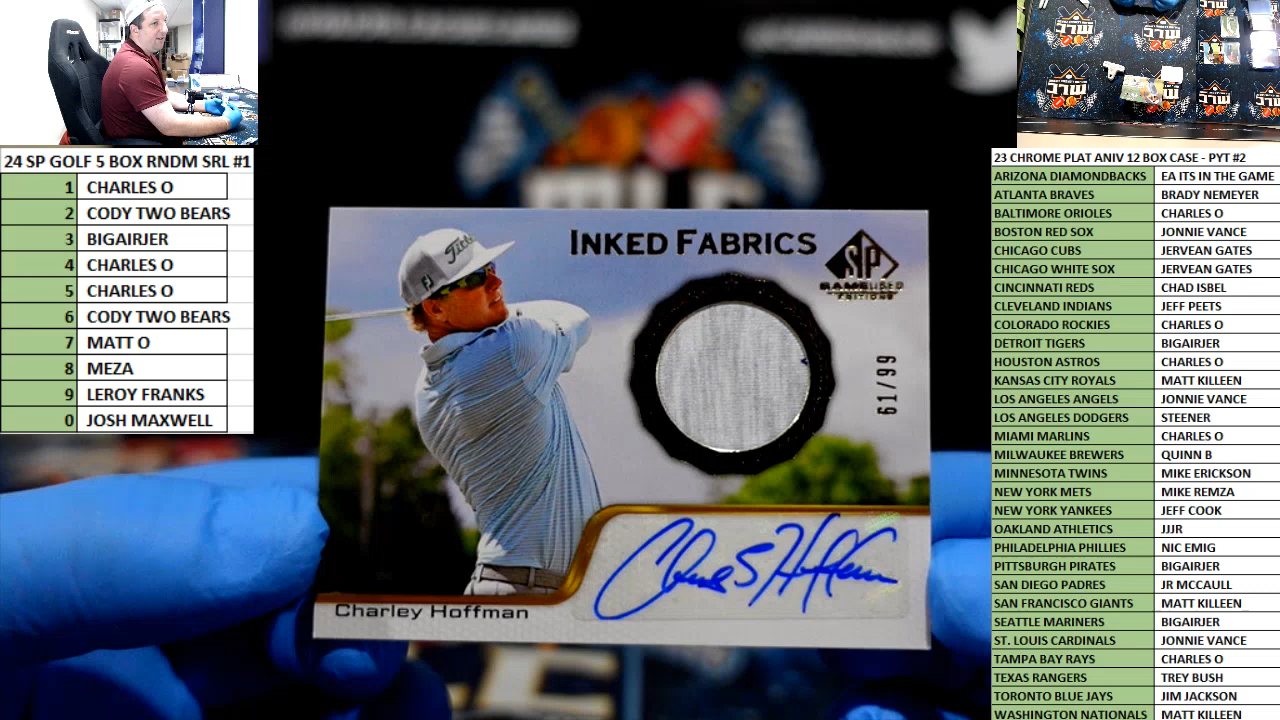 24 SP GOLF 5 BOX RNDM SRL #1
1 CHARLES O
2 CODY TWO BEARS
3 BIGAIRJER
4 CHARLES O
5 CHARLES O
6 CODY TWO BEARS
7 MATT O
8 MEZA
9 LEROY FRANKS
0 JOSH MAXWELL
INKED FABRICS
SP
GAME USED
EDITION
Titleist
FJ
61/99
Charley Hoffman
23 CHROME PLAT ANIV 12 BOX CASE - PYT #2
ARIZONA DIAMONDBACKS EA ITS IN THE GAME
ATLANTA BRAVES BRADY NEMEYER
BALTIMORE ORIOLES CHARLES O
BOSTON RED SOX JONNIE VANCE
CHICAGO CUBS JERVEAN GATES
CHICAGO WHITE SOX JERVEAN GATES
CINCINNATI REDS CHAD ISBEL
CLEVELAND INDIANS JEFF PEETS
COLORADO ROCKIES CHARLES O
DETROIT TIGERS BIGAIRJER
HOUSTON ASTROS CHARLES O
KANSAS CITY ROYALS MATT KILLEEN
LOS ANGELES ANGELS JONNIE VANCE
LOS ANGELES DODGERS STEENER
MIAMI MARLINS CHARLES O
MILWAUKEE BREWERS QUINN B
MINNESOTA TWINS MIKE ERICKSON
NEW YORK METS MIKE REMZA
NEW YORK YANKEES JEFF COOK
OAKLAND ATHLETICS JJJR
PHILADELPHIA PHILLIES NIC EMIG
PITTSBURGH PIRATES BIGAIRJER
SAN DIEGO PADRES JR MCCAULL
SAN FRANCISCO GIANTS MATT KILLEEN
SEATTLE MARINERS BIGAIRJER
ST. LOUIS CARDINALS JONNIE VANCE
TAMPA BAY RAYS CHARLES O
TEXAS RANGERS TREY BUSH
TORONTO BLUE JAYS JIM JACKSON
WASHINGTON NATIONALS MATT KILLEEN